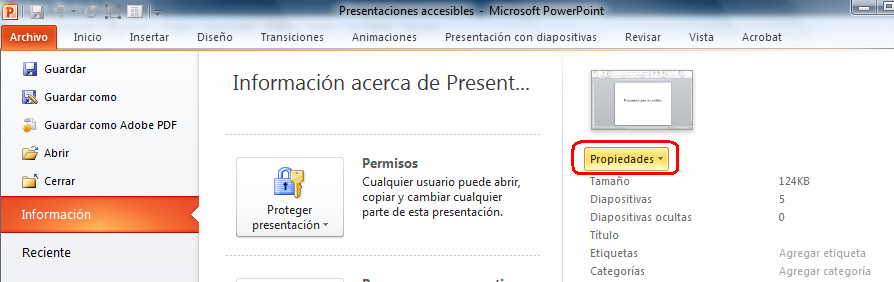 Presentaciones accesibles - Microsoft PowerPoint
Archivo Inicio Insertar Diseño Transiciones Animaciones Presentación con diapositivas Revisar Vista Acrobat
Guardar
Guardar como
Guardar como Adobe PDF
Abrir
Cerrar
Información
Reciente
Información acerca de Present...
Proteger
presentación
Permisos
Cualquier usuario puede abrir,
copiar y cambiar cualquier
parte de esta presentación.
Presentaciones accesibles
Propiedades
Tamaño 124KB
Diapositivas 5
Diapositivas ocultas 0
Título
Etiquetas Agregar etiqueta
Categorías Agregar categoría